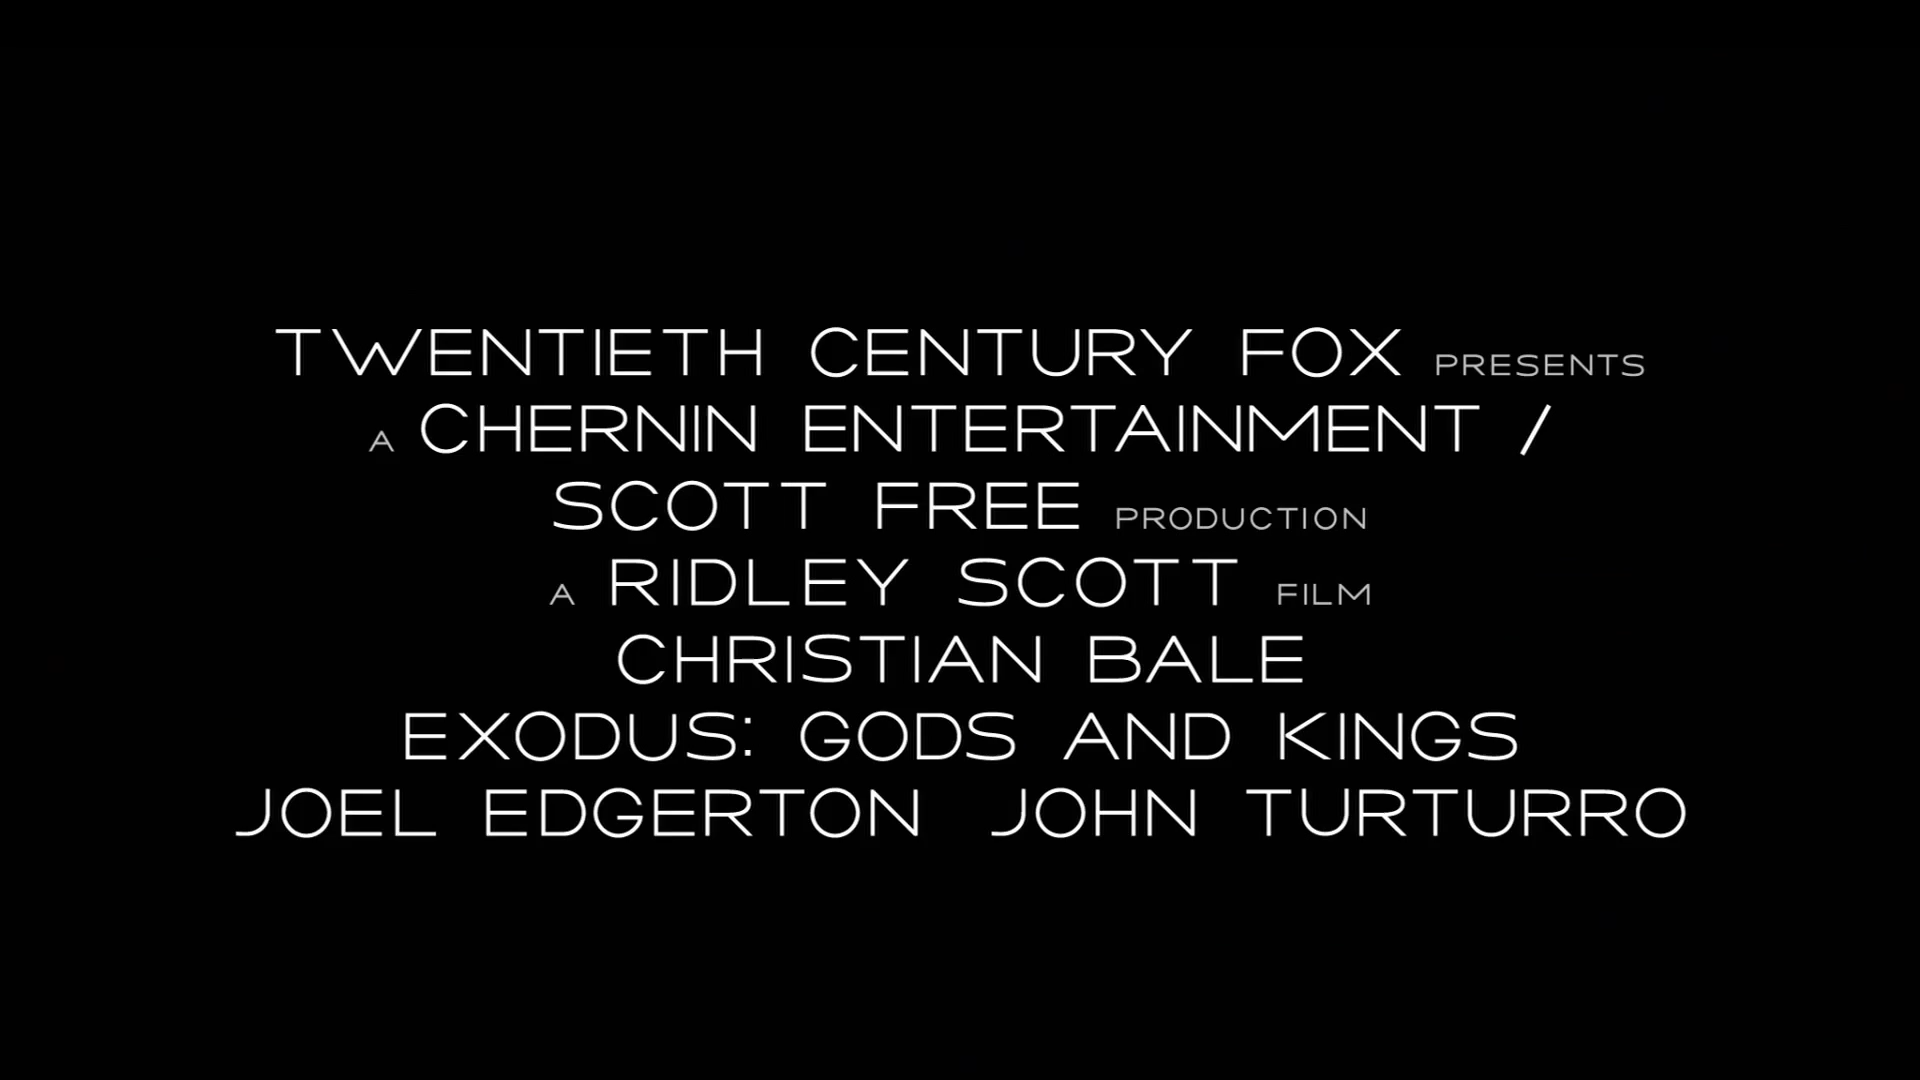 TWENTIETH CENTURY FOX PRESENTS
A CHERNIN ENTERTAINMENT /
SCOTT FREE PRODUCTION
A RIDLEY SCOTT FILM
CHRISTIAN BALE
EXODUS: GODS AND KINGS
JOEL EDGERTON JOHN TURTURRO